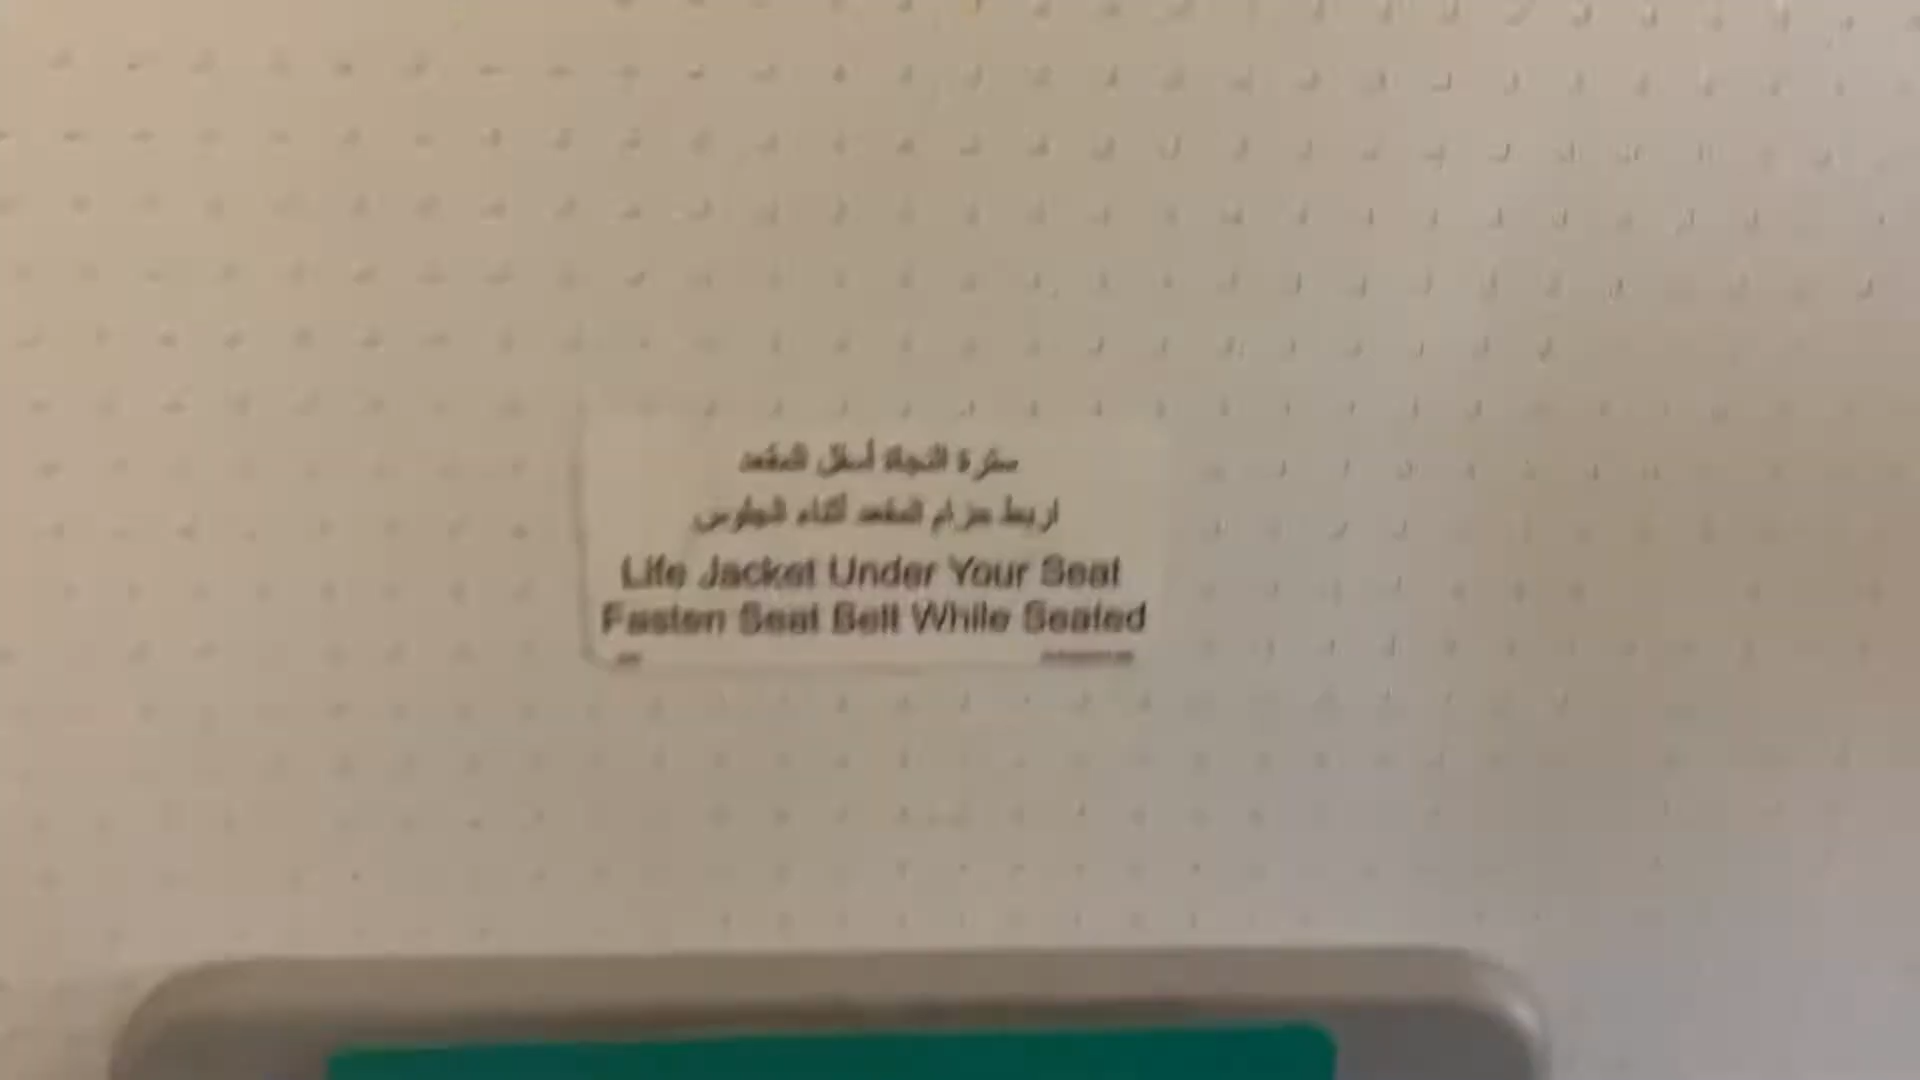 سترة النجاة أسفل المقعد
اربط حزام المقعد أثناء الجلوس
Life Jacket Under Your Seat
Fasten Seat Belt While Seated